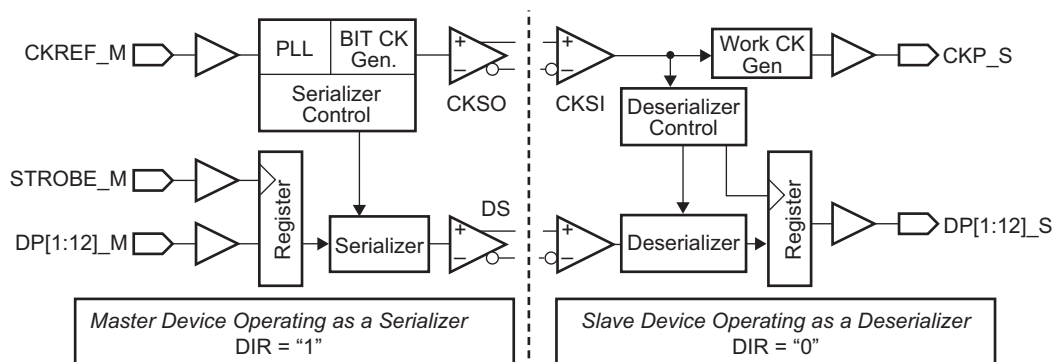 CKREF_M
PLL
BIT CK
Gen.
Serializer
Control
+
−
CKSO
+
−
CKSI
Work CK
Gen
CKP_S
Deserializer
Control
STROBE_M
DP[1:12]_M
Register
Serializer
DS
+
−
+
−
Deserializer
Register
DP[1:12]_S
Master Device Operating as a Serializer
DIR = “1”
Slave Device Operating as a Deserializer
DIR = “0”